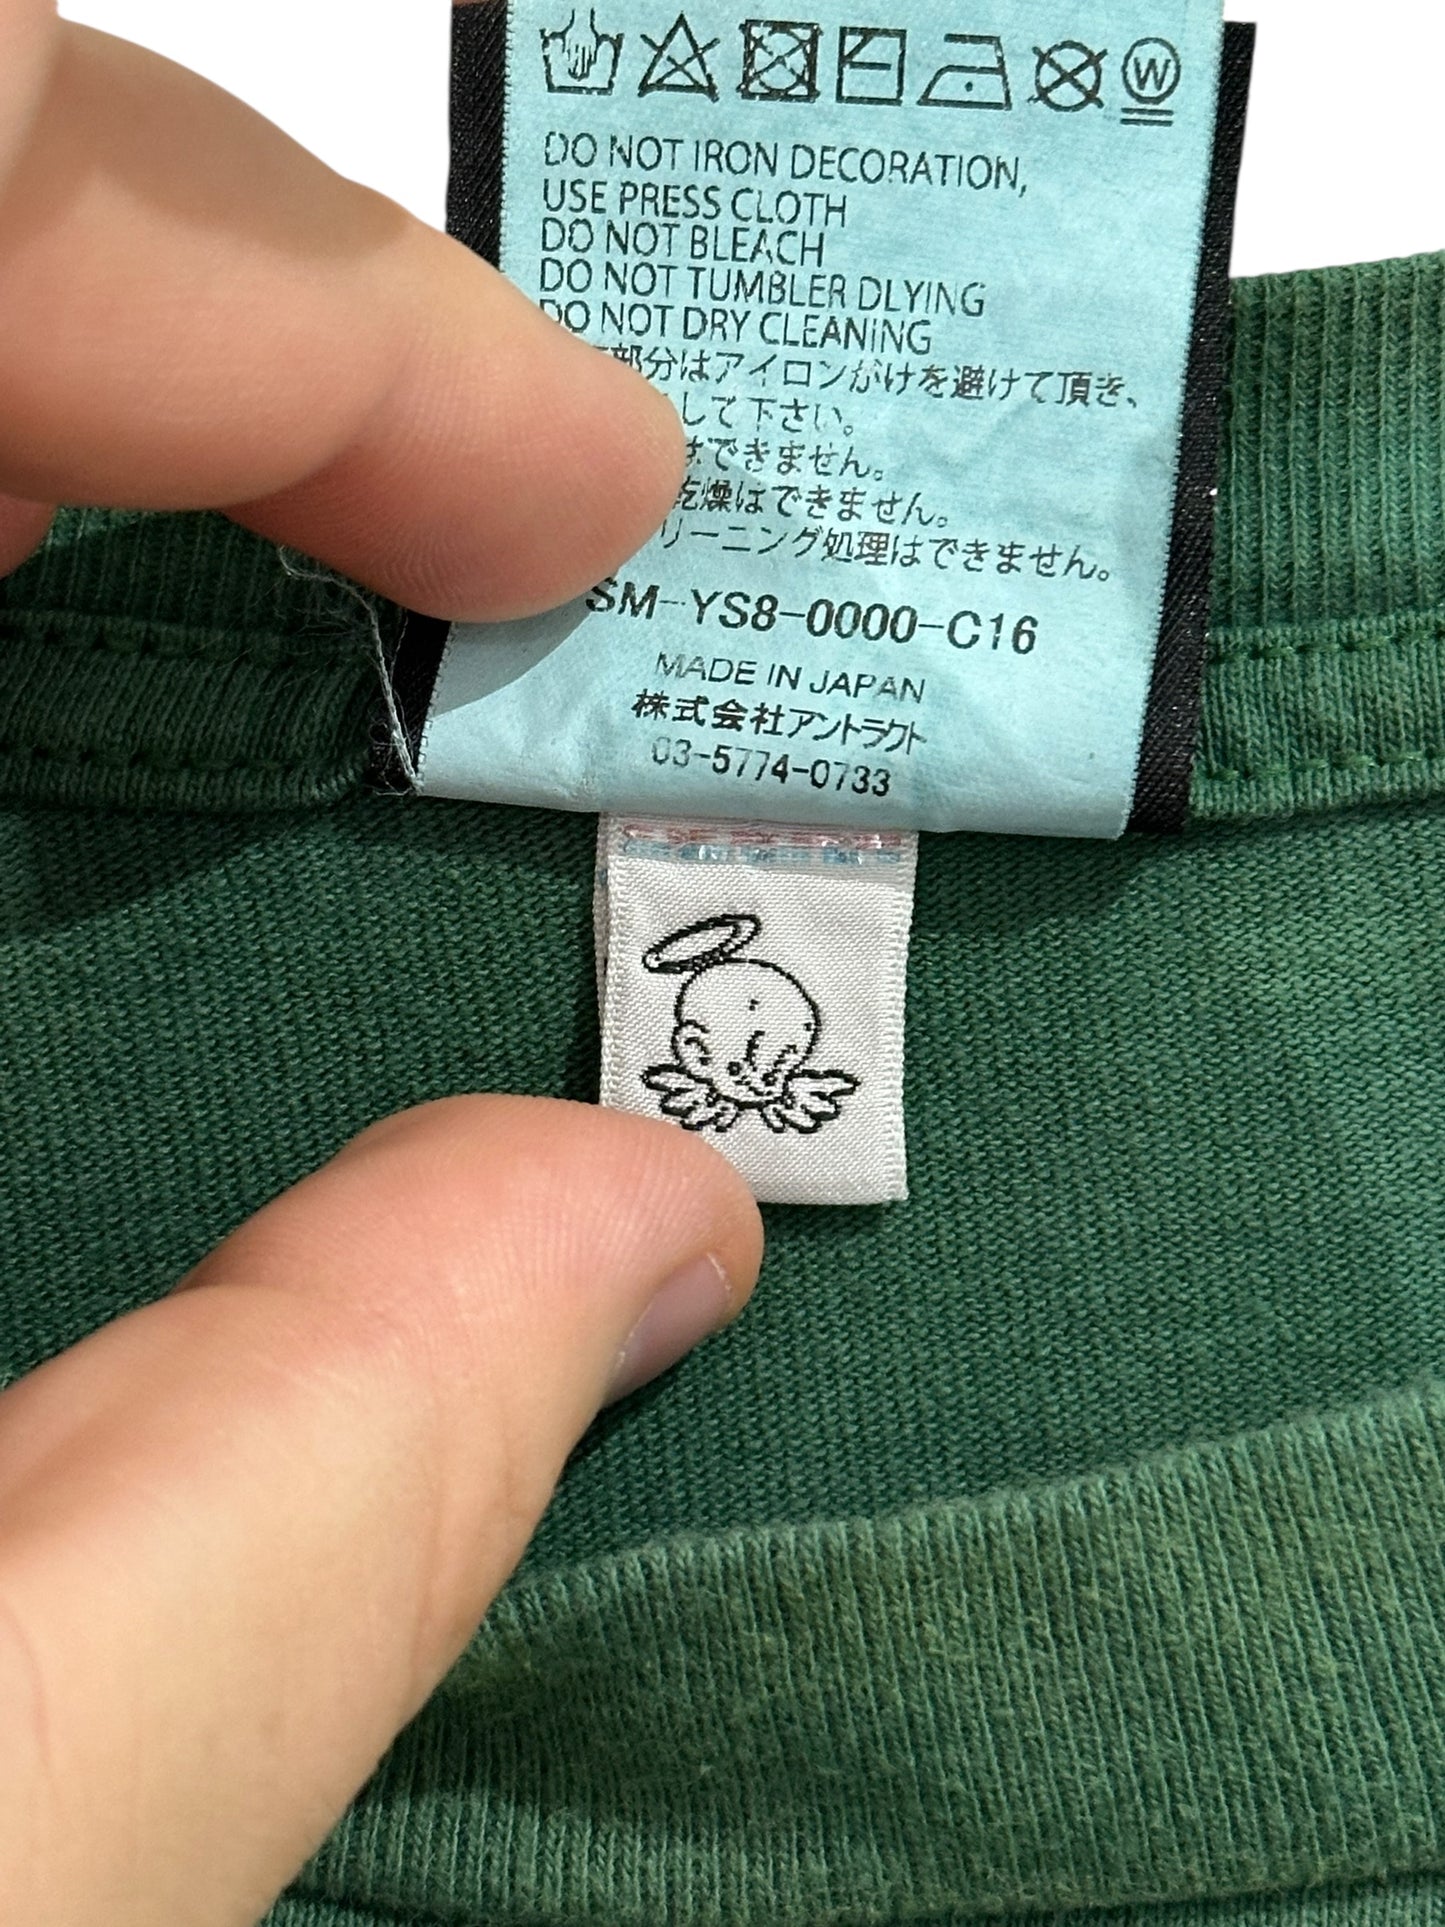 W
DO NOT IRON DECORATION,
USE PRESS CLOTH
DO NOT BLEACH
DO NOT TUMBLER DLYING
DO NOT DRY CLEANING
部分はアイロンがけを避けて頂き、
して下さい。
はできません。
乾燥はできません。
リーニング処理はできません。
SM-YS8-0000-C16
MADE IN JAPAN
株式会社アントラクト
03-5774-0733